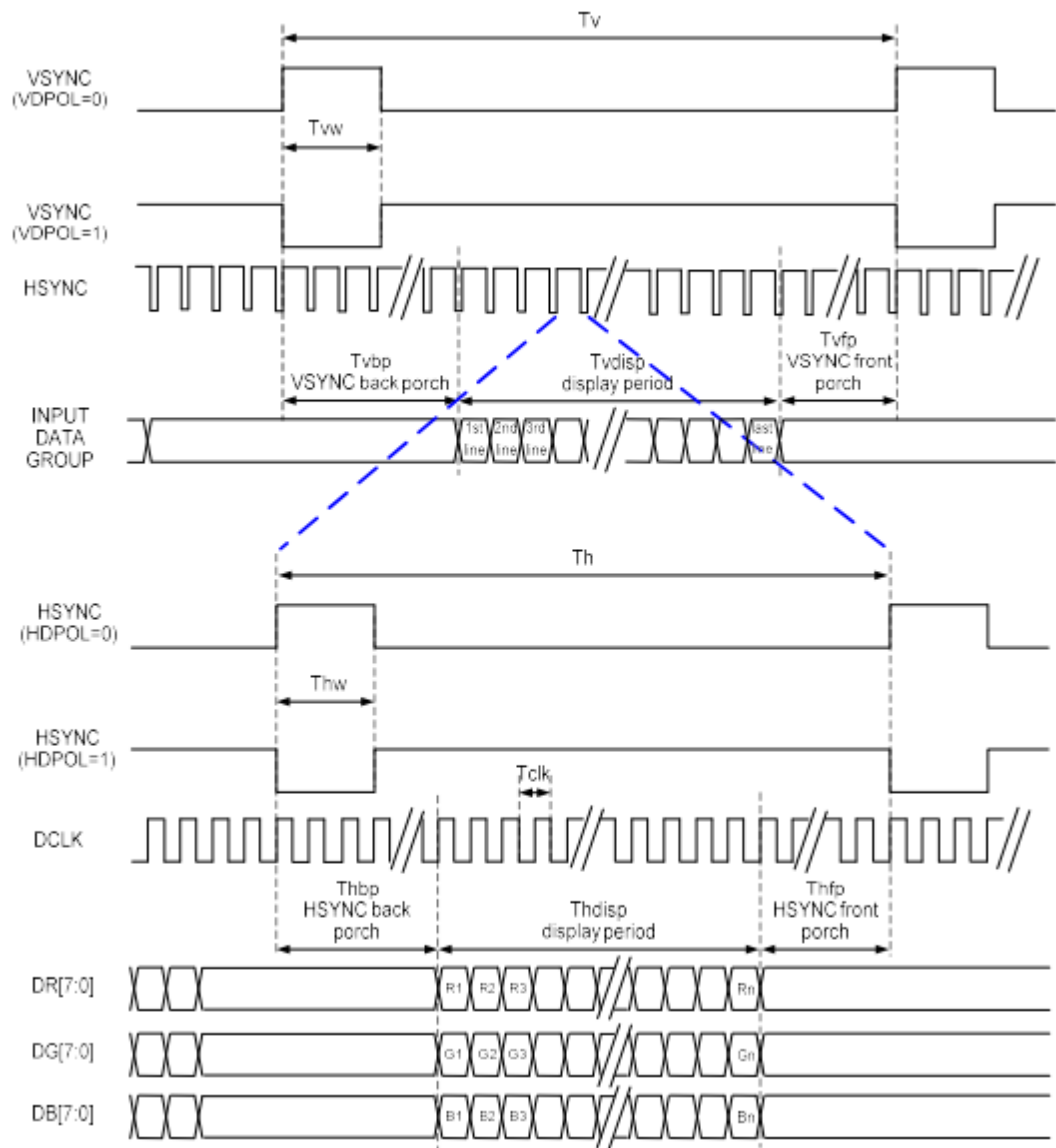 Tv
VSYNC
(VDPOL=0)
Tvw
VSYNC
(VDPOL=1)
HSYNC
Tvbp
VSYNC back porch
Tvdisp
display period
Tvfp
VSYNC front
porch
INPUT
DATA
GROUP
1st
line
2nd
line
3rd
line
last
line
Th
HSYNC
(HDPOL=0)
Thw
HSYNC
(HDPOL=1)
Tclk
DCLK
Thbp
HSYNC back
porch
Thdisp
display period
Thfp
HSYNC front
porch
DR[7:0]
R1 R2 R3 Rn
DG[7:0]
G1 G2 G3 Gn
DB[7:0]
B1 B2 B3 Bn